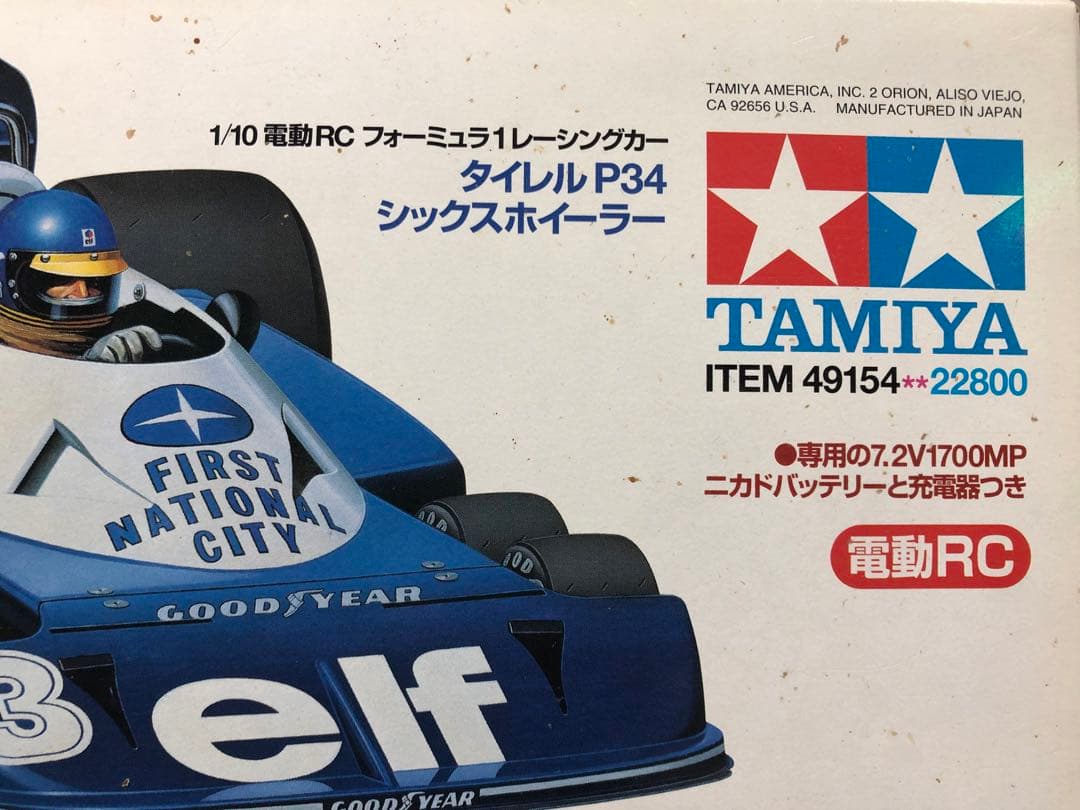 TAMIYA AMERICA, INC. 2 ORION, ALISO VIEJO,
CA 92656 U.S.A. MANUFACTURED IN JAPAN
1/10 電動RC フォーミュラ1レーシングカー
タイレル P34
シックスホイーラー
TAMIYA
ITEM 49154**22800
●専用の7.2V1700MP
ニカドバッテリーと充電器つき
電動RC
elf
FIRST
NATIONAL
CITY
GOODYEAR
3 elf
GOODYEAR